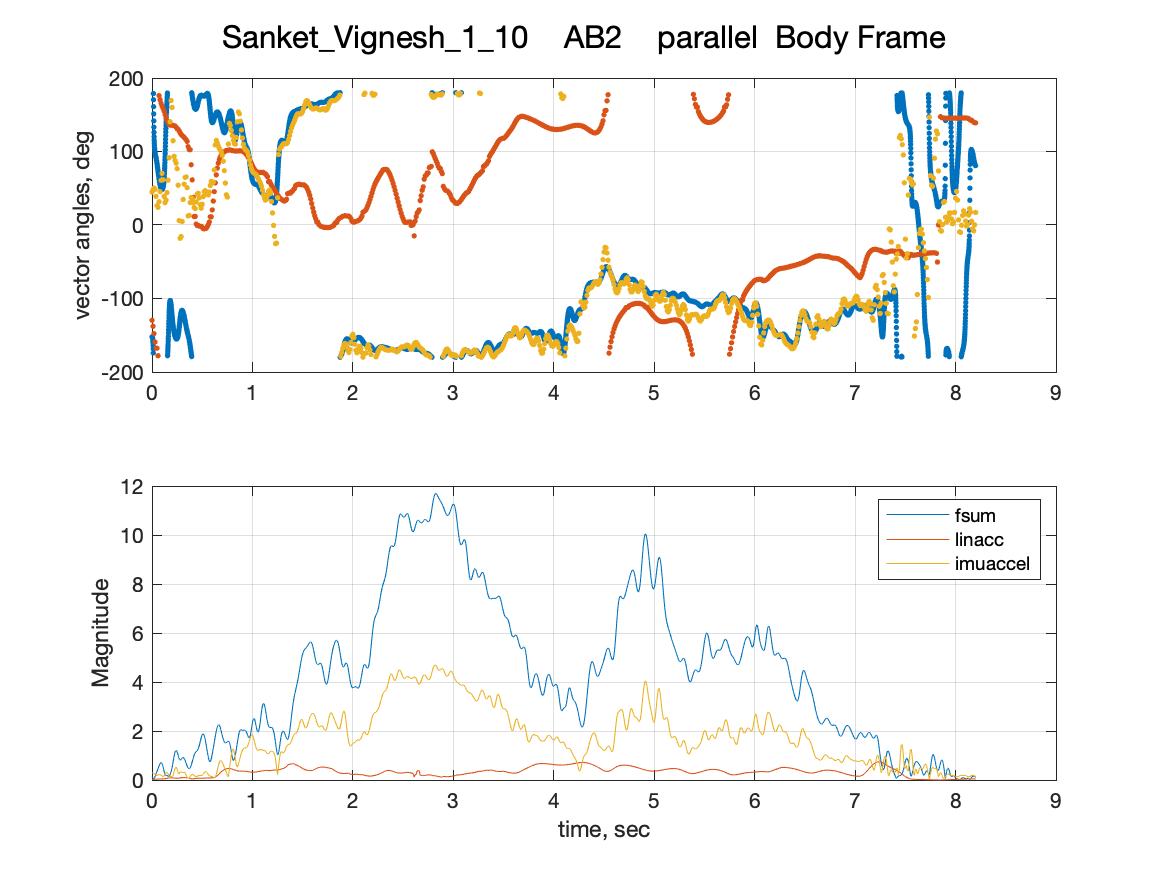 Sanket_Vignesh_1_10 AB2 parallel Body Frame
vector angles, deg
200
100
0
-100
-200
0 1 2 3 4 5 6 7 8 9
Magnitude
12
10
8
6
4
2
0
fsum
linacc
imuaccel
0 1 2 3 4 5 6 7 8 9
time, sec